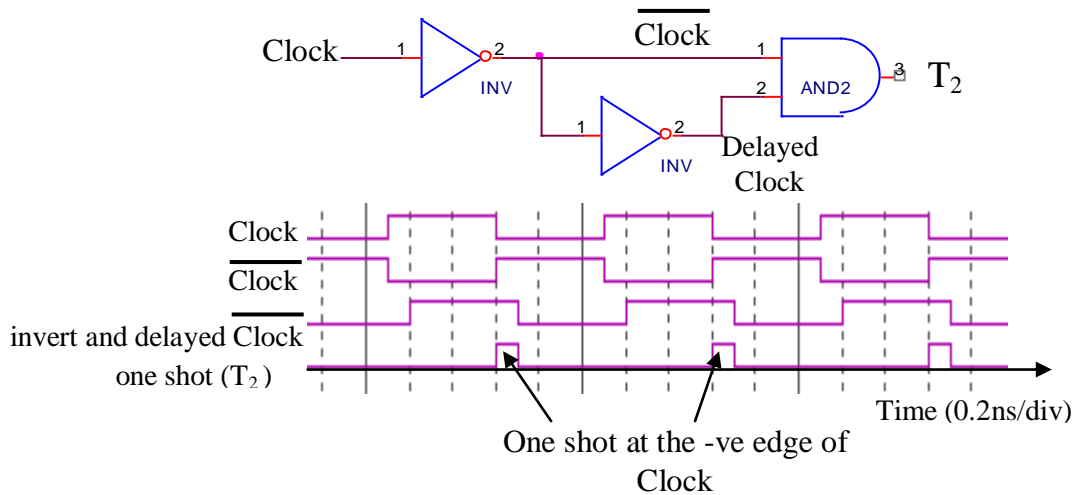 Clock
1
2
INV
Clock
1
2
AND2
3
T₂
1
2
INV
Delayed
Clock
Clock
Clock
invert and delayed Clock
one shot (T₂)
Time (0.2ns/div)
One shot at the -ve edge of
Clock